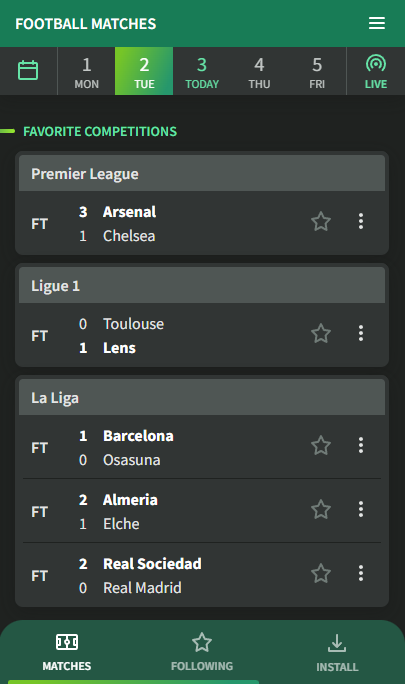 FOOTBALL MATCHES
1 2 3 4 5
MON TUE TODAY THU FRI LIVE
FAVORITE COMPETITIONS
Premier League
3 Arsenal
FT
1 Chelsea
Ligue 1
0 Toulouse
FT
1 Lens
La Liga
1 Barcelona
FT
0 Osasuna
2 Almeria
FT
1 Elche
2 Real Sociedad
FT
0 Real Madrid
MATCHES FOLLOWING INSTALL